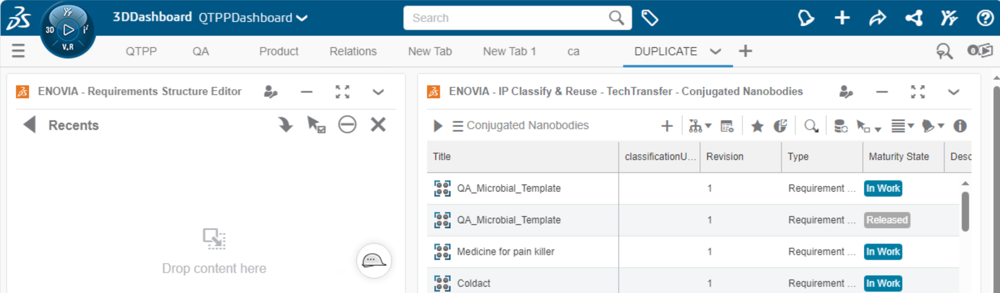 3DDashboard QTPPDashboard
Search
3D
V.R
QTPP QA Product Relations New Tab New Tab 1 ca DUPLICATE
0
ENOVIA - Requirements Structure Editor
Recents
Drop content here
ENOVIA - IP Classify & Reuse - TechTransfer - Conjugated Nanobodies
Conjugated Nanobodies
Title classificationU... Revision Type Maturity State Desc
QA_Microbial_Template 1 Requirement ... In Work
QA_Microbial_Template 1 Requirement ... Released
Medicine for pain killer 1 Requirement ... In Work
Coldact 1 Requirement ... In Work